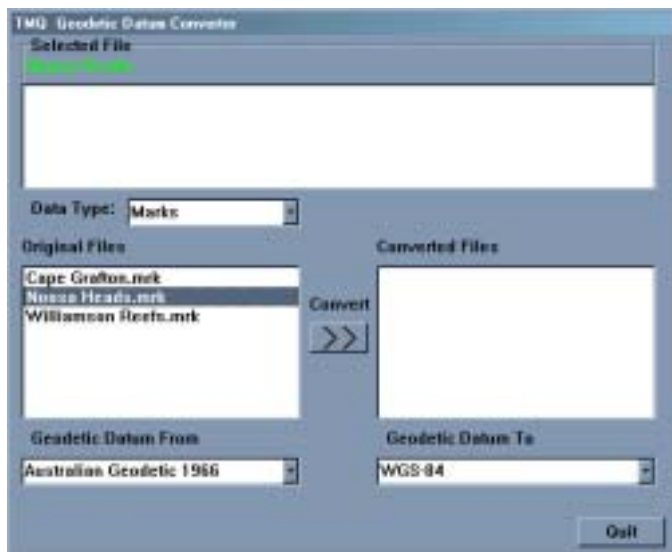 TMQ Geodetic Datum Converter
Selected File
Noosa Heads
Data Type: Marks
Original Files
Converted Files
Cape Grafton.mrk
Noosa Heads.mrk
Williamson Reefs.mrk
Convert
>>
Geodetic Datum From
Geodetic Datum To
Australian Geodetic 1966
WGS-84
Quit